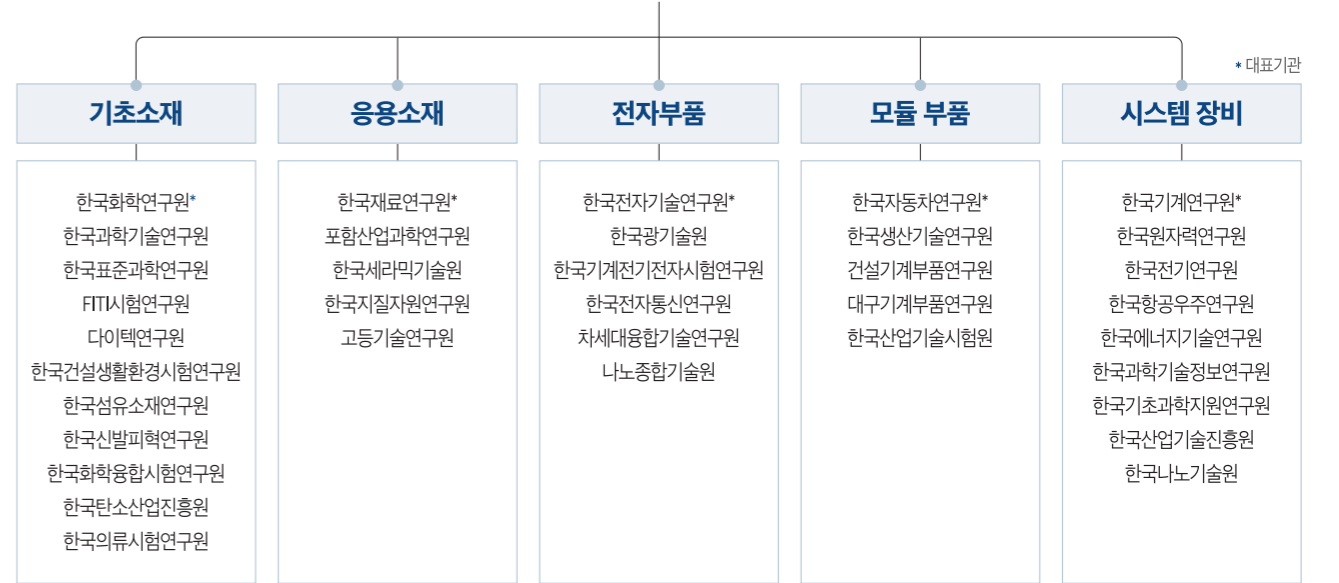 * 대표기관
기초소재
한국화학연구원*
한국과학기술연구원
한국표준과학연구원
FITI시험연구원
다이텍연구원
한국건설생활환경시험연구원
한국섬유소재연구원
한국신발피혁연구원
한국화학융합시험연구원
한국탄소산업진흥원
한국의류시험연구원
응용소재
한국재료연구원*
포함산업과학연구원
한국세라믹기술원
한국지질자원연구원
고등기술연구원
전자부품
한국전자기술연구원*
한국광기술원
한국기계전기전자시험연구원
한국전자통신연구원
차세대융합기술연구원
나노종합기술원
모듈 부품
한국자동차연구원*
한국생산기술연구원
건설기계부품연구원
대구기계부품연구원
한국산업기술시험원
시스템 장비
한국기계연구원*
한국원자력연구원
한국전기연구원
한국항공우주연구원
한국에너지기술연구원
한국과학기술정보연구원
한국기초과학지원연구원
한국산업기술진흥원
한국나노기술원